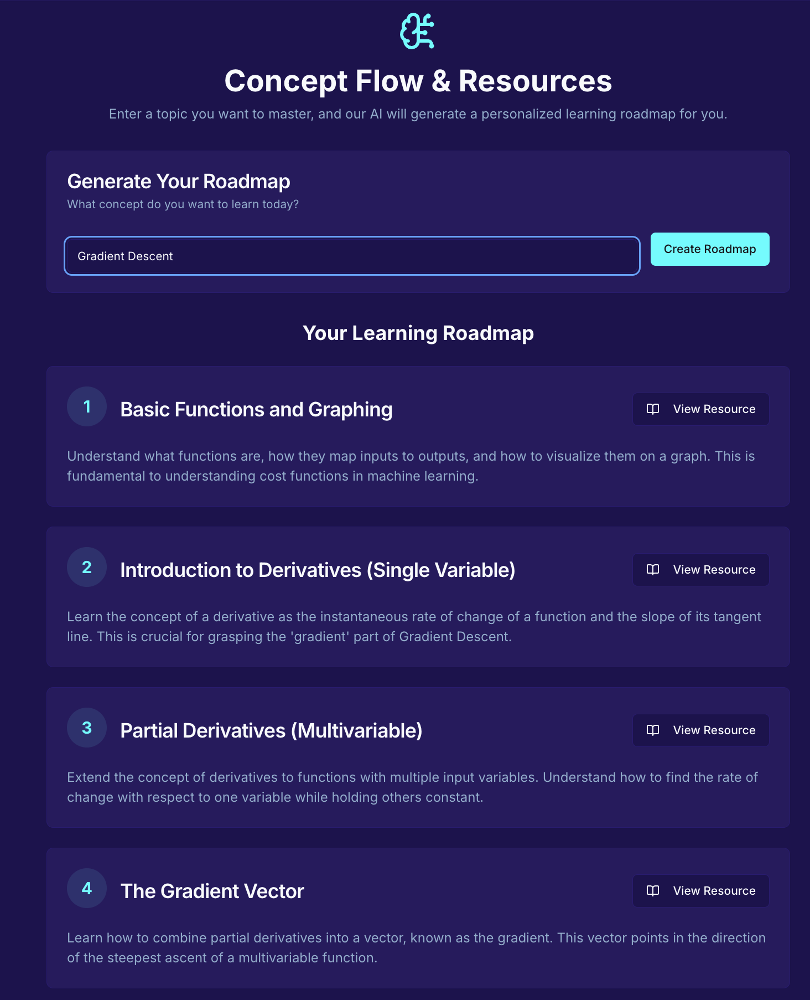 Concept Flow & Resources
Enter a topic you want to master, and our AI will generate a personalized learning roadmap for you.
Generate Your Roadmap
What concept do you want to learn today?
Gradient Descent
Create Roadmap
Your Learning Roadmap
1
Basic Functions and Graphing
View Resource
Understand what functions are, how they map inputs to outputs, and how to visualize them on a graph. This is
fundamental to understanding cost functions in machine learning.
2
Introduction to Derivatives (Single Variable)
View Resource
Learn the concept of a derivative as the instantaneous rate of change of a function and the slope of its tangent
line. This is crucial for grasping the 'gradient' part of Gradient Descent.
3
Partial Derivatives (Multivariable)
View Resource
Extend the concept of derivatives to functions with multiple input variables. Understand how to find the rate of
change with respect to one variable while holding others constant.
4
The Gradient Vector
View Resource
Learn how to combine partial derivatives into a vector, known as the gradient. This vector points in the direction
of the steepest ascent of a multivariable function.